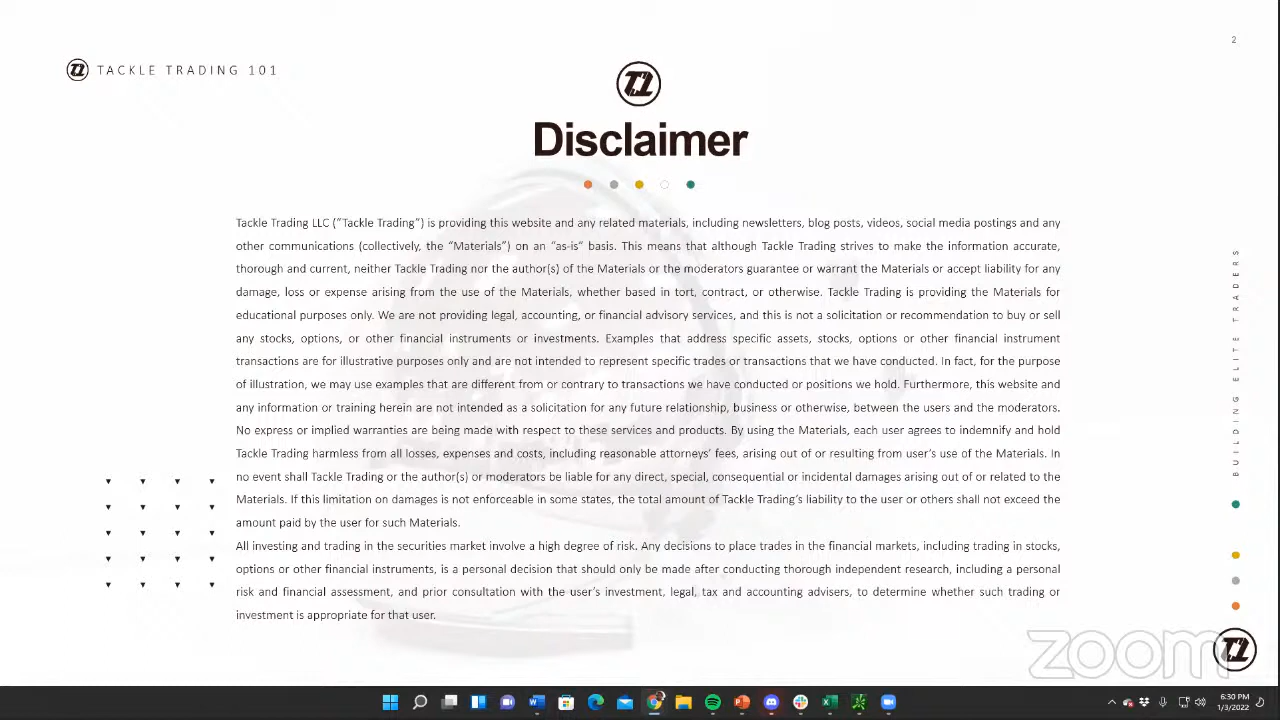 2
TACKLE TRADING 101
Disclaimer
Tackle Trading LLC (“Tackle Trading”) is providing this website and any related materials, including newsletters, blog posts, videos, social media postings and any
other communications (collectively, the “Materials”) on an “as-is” basis. This means that although Tackle Trading strives to make the information accurate,
thorough and current, neither Tackle Trading nor the author(s) of the Materials or the moderators guarantee or warrant the Materials or accept liability for any
damage, loss or expense arising from the use of the Materials, whether based in tort, contract, or otherwise. Tackle Trading is providing the Materials for
educational purposes only. We are not providing legal, accounting, or financial advisory services, and this is not a solicitation or recommendation to buy or sell
any stocks, options, or other financial instruments or investments. Examples that address specific assets, stocks, options or other financial instrument
transactions are for illustrative purposes only and are not intended to represent specific trades or transactions that we have conducted. In fact, for the purpose
of illustration, we may use examples that are different from or contrary to transactions we have conducted or positions we hold. Furthermore, this website and
any information or training herein are not intended as a solicitation for any future relationship, business or otherwise, between the users and the moderators.
No express or implied warranties are being made with respect to these services and products. By using the Materials, each user agrees to indemnify and hold
Tackle Trading harmless from all losses, expenses and costs, including reasonable attorneys’ fees, arising out of or resulting from user’s use of the Materials. In
no event shall Tackle Trading or the author(s) or moderators be liable for any direct, special, consequential or incidental damages arising out of or related to the
Materials. If this limitation on damages is not enforceable in some states, the total amount of Tackle Trading’s liability to the user or others shall not exceed the
amount paid by the user for such Materials.
All investing and trading in the securities market involve a high degree of risk. Any decisions to place trades in the financial markets, including trading in stocks,
options or other financial instruments, is a personal decision that should only be made after conducting thorough independent research, including a personal
risk and financial assessment, and prior consultation with the user’s investment, legal, tax and accounting advisers, to determine whether such trading or
investment is appropriate for that user.
BUILDING ELITE TRADERS
zoom
6:30 PM
1/3/2022